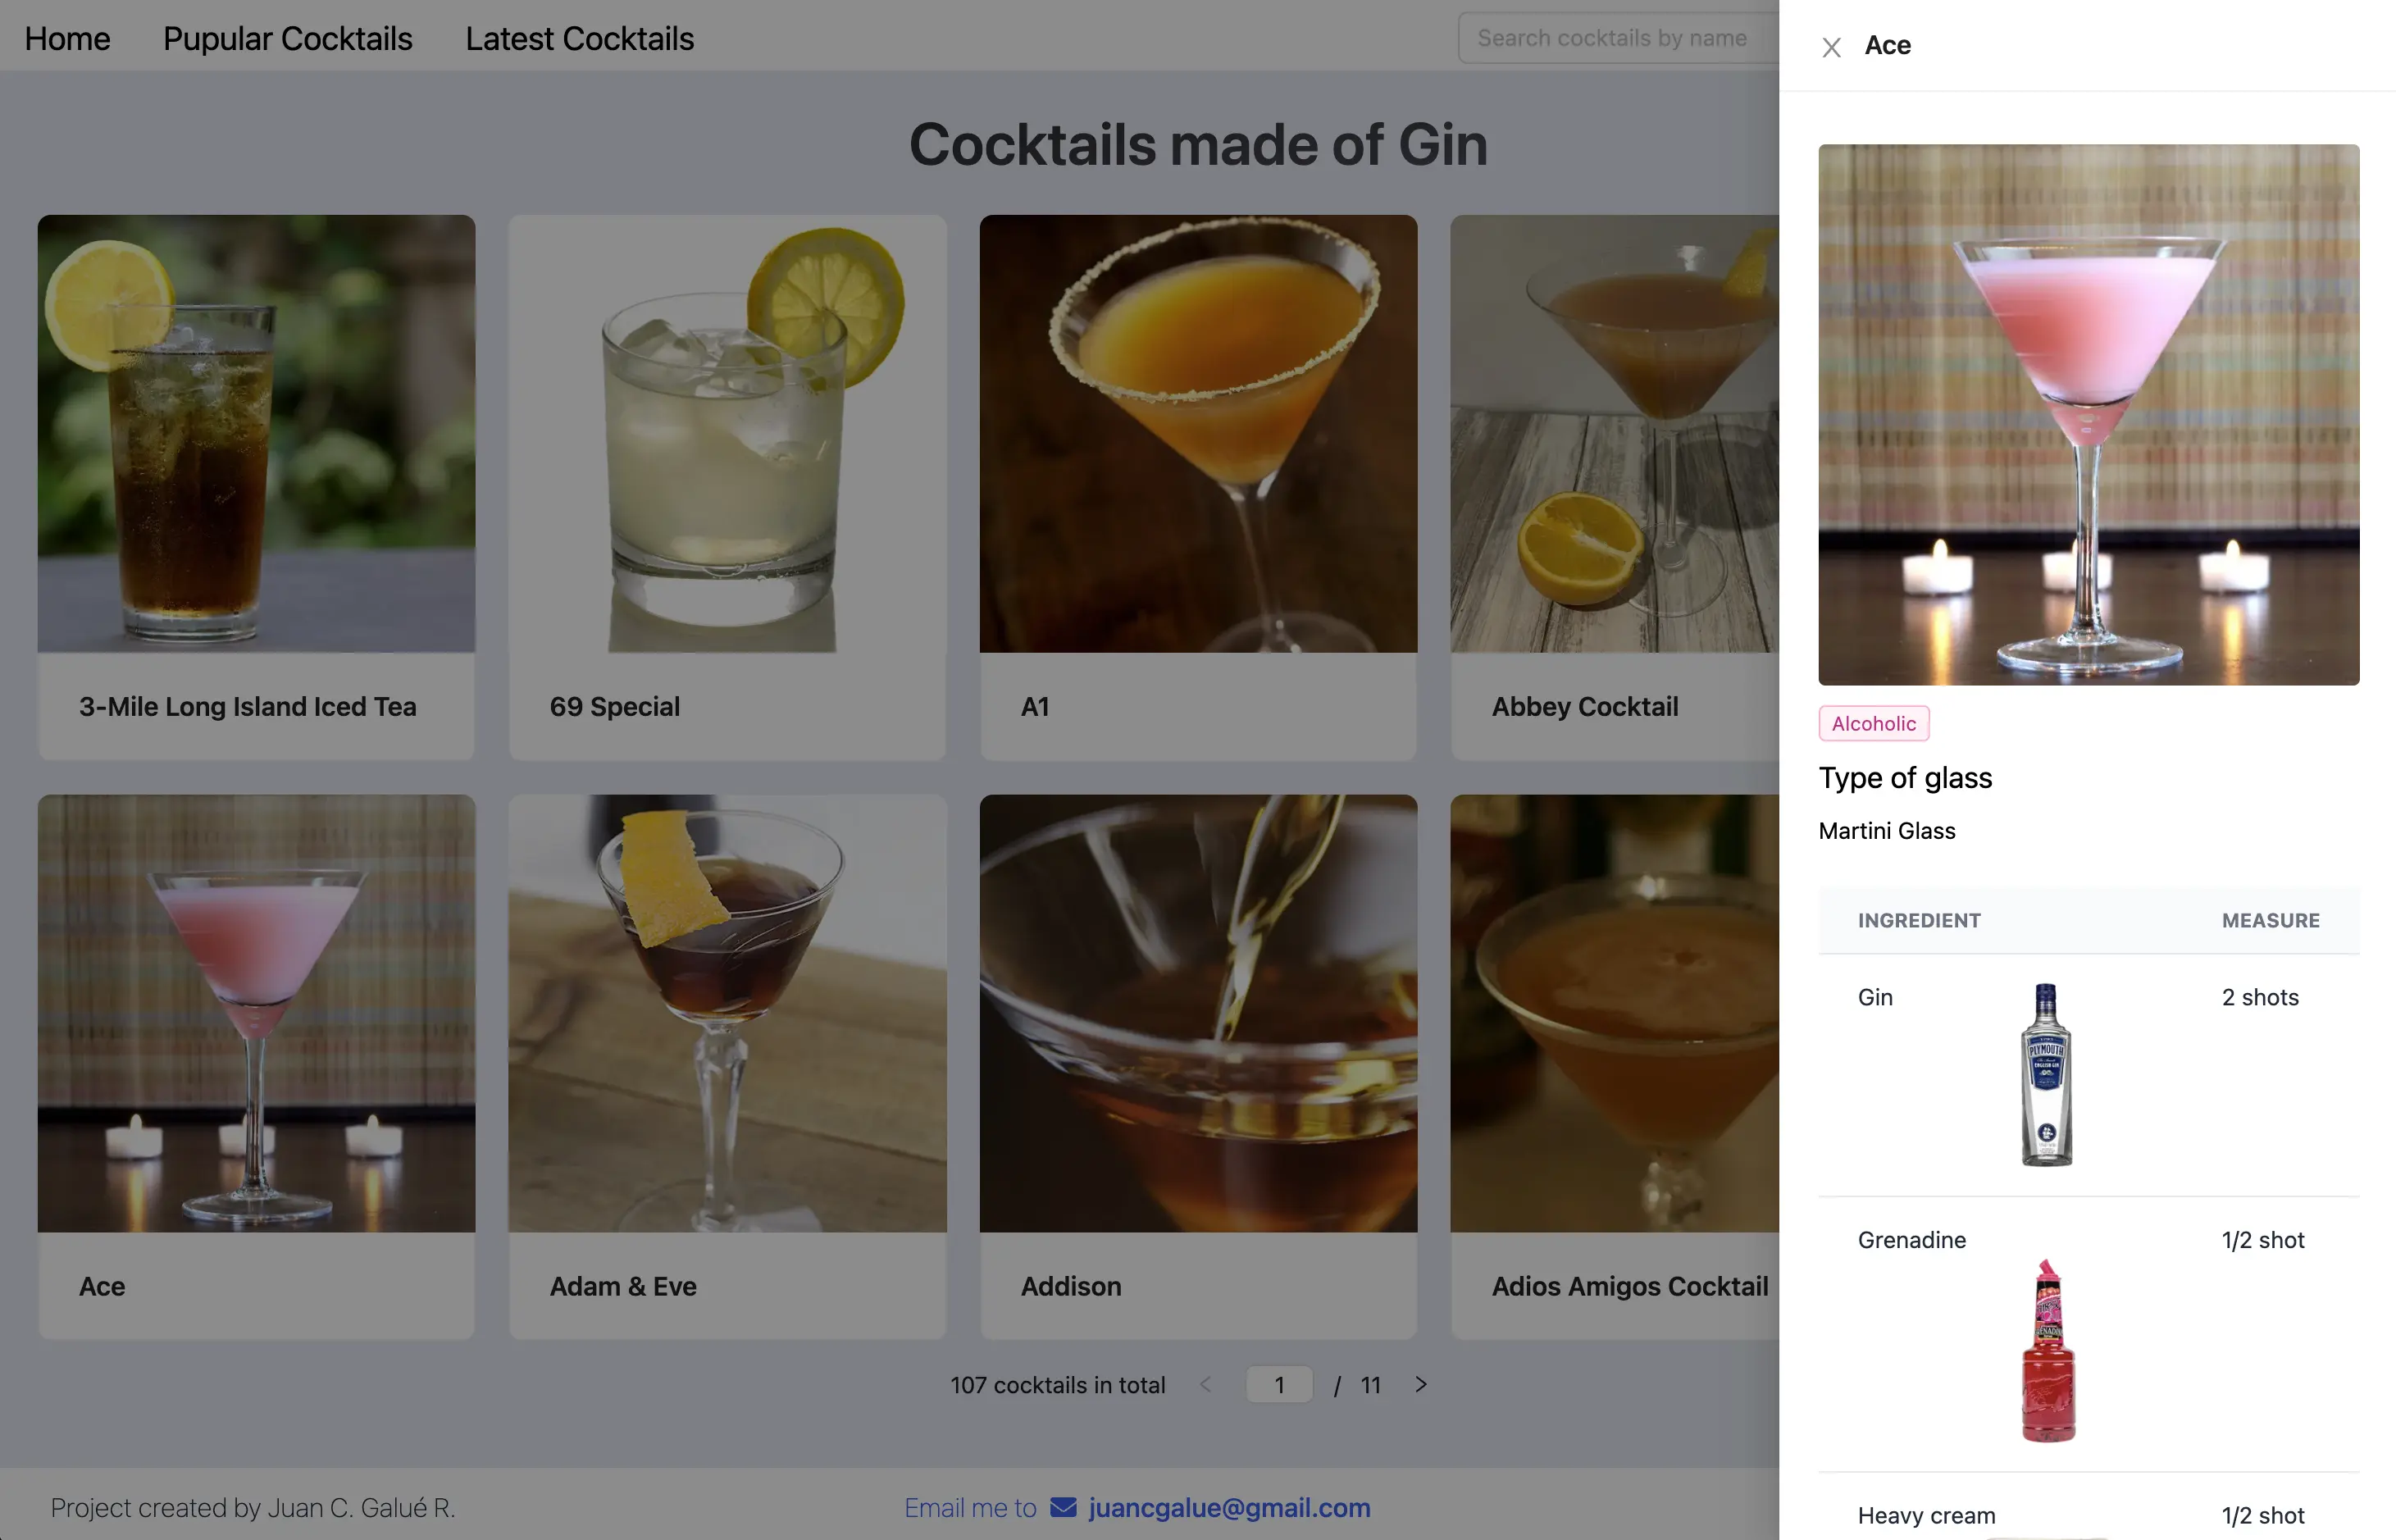 Home Pupular Cocktails Latest Cocktails Search cocktails by name
Cocktails made of Gin
3-Mile Long Island Iced Tea
69 Special
A1
Abbey Cocktail
Ace
Adam & Eve
Addison
Adios Amigos Cocktail
107 cocktails in total < 1 / 11 >
Project created by Juan C. Galué R.
Email me to juancgalue@gmail.com
Ace
Alcoholic
Type of glass
Martini Glass
INGREDIENT MEASURE
Gin 2 shots
PLYMOUTH
ENGLISH GIN
Grenadine 1/2 shot
Heavy cream 1/2 shot